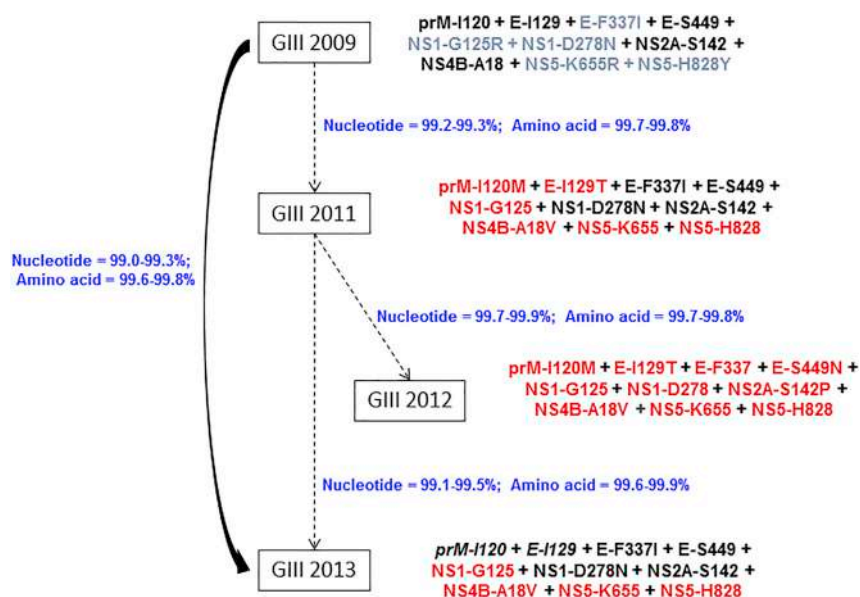 GIII 2009
prM-I120 + E-I129 + E-F337I + E-S449 +
NS1-G125R + NS1-D278N + NS2A-S142 +
NS4B-A18 + NS5-K655R + NS5-H828Y
Nucleotide = 99.2-99.3%; Amino acid = 99.7-99.8%
GIII 2011
prM-I120M + E-I129T + E-F337I + E-S449 +
NS1-G125 + NS1-D278N + NS2A-S142 +
NS4B-A18V + NS5-K655 + NS5-H828
Nucleotide = 99.0-99.3%;
Amino acid = 99.6-99.8%
Nucleotide = 99.7-99.9%; Amino acid = 99.7-99.8%
GIII 2012
prM-I120M + E-I129T + E-F337 + E-S449N +
NS1-G125 + NS1-D278 + NS2A-S142P +
NS4B-A18V + NS5-K655 + NS5-H828
Nucleotide = 99.1-99.5%; Amino acid = 99.6-99.9%
GIII 2013
prM-I120 + E-I129 + E-F337I + E-S449 +
NS1-G125 + NS1-D278N + NS2A-S142 +
NS4B-A18V + NS5-K655 + NS5-H828